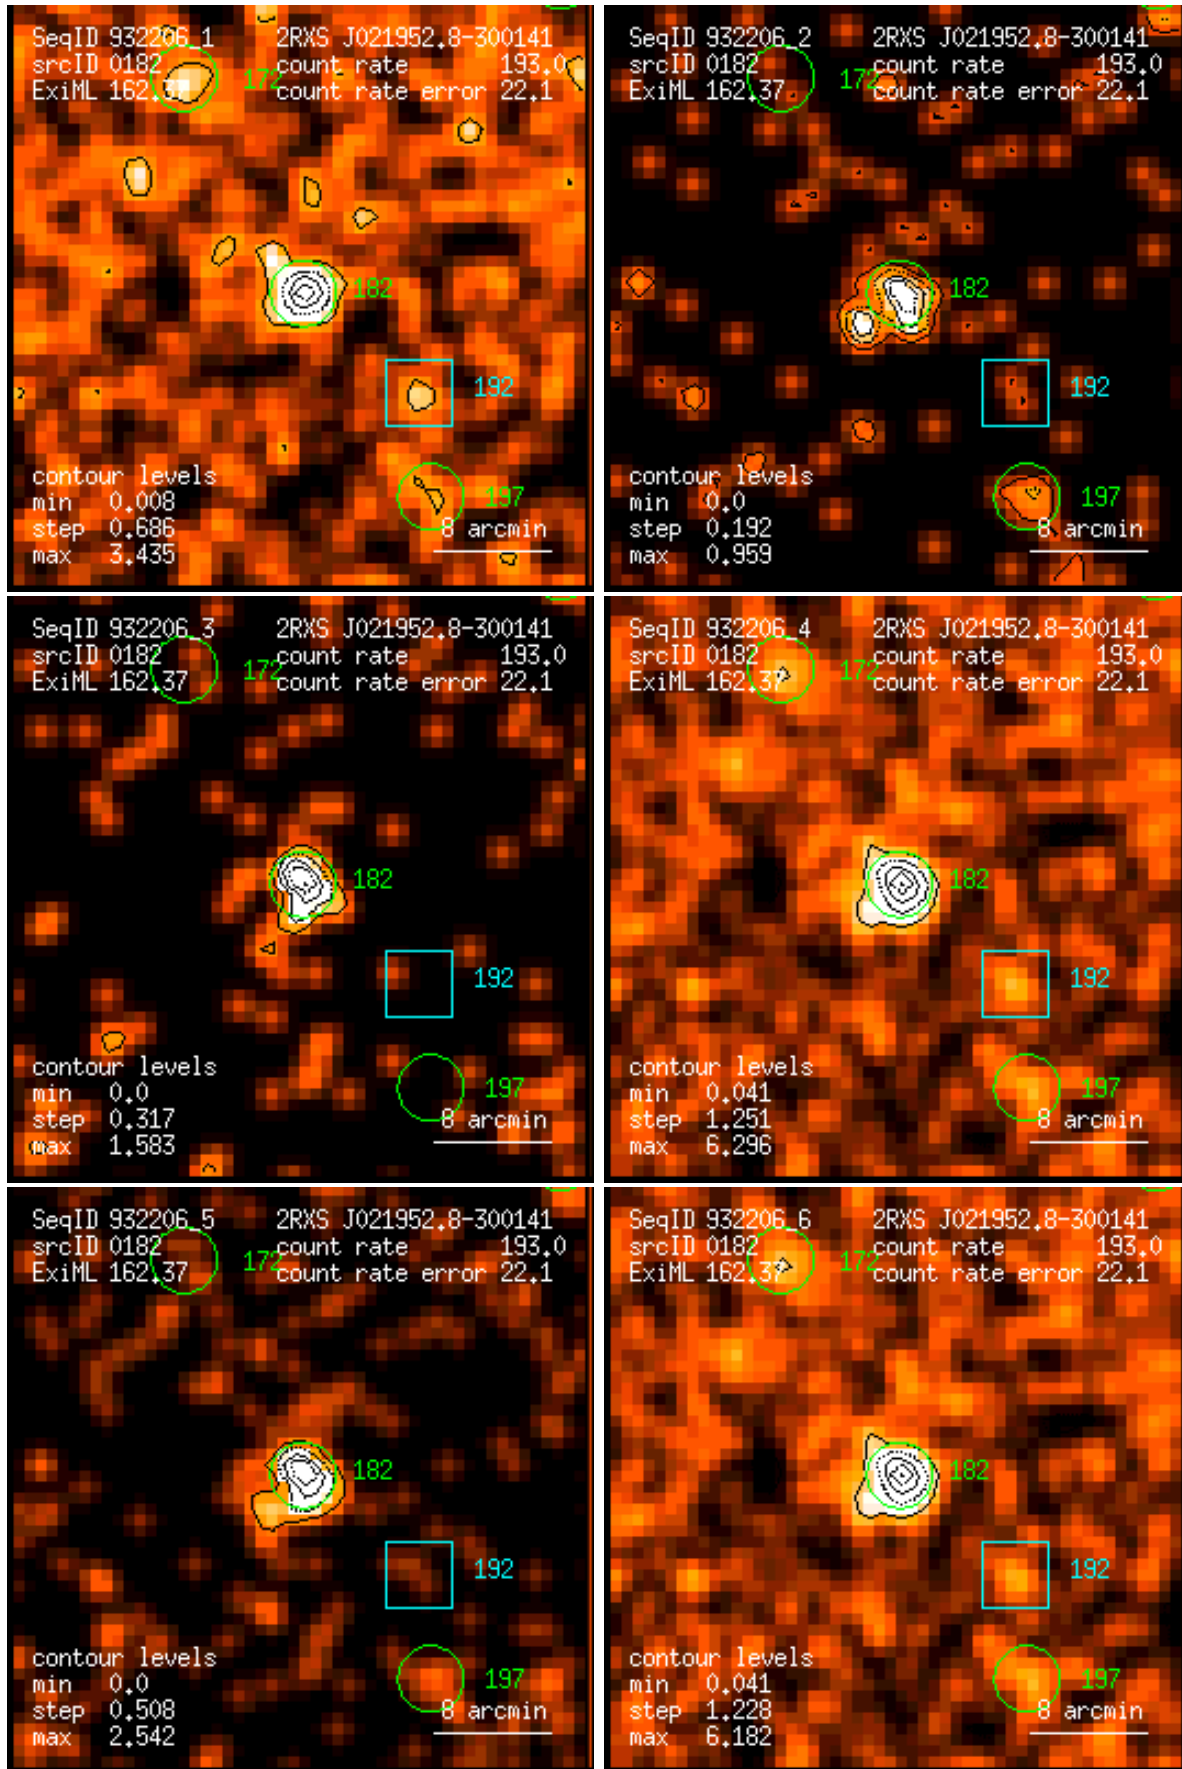 SeqID 932206_1 2RXS J021952.8-300141
srcID 0182 count rate 193.0
ExiML 162.37 172 count rate error 22.1
182
192
contour levels
min 0.008 197
step 0.686 8 arcmin
max 3.435
SeqID 932206_2 2RXS J021952.8-300141
srcID 0182 count rate 193.0
ExiML 162.37 172 count rate error 22.1
182
192
contour levels
min 0.0 197
step 0.192 8 arcmin
max 0.959
SeqID 932206_3 2RXS J021952.8-300141
srcID 0182 count rate 193.0
ExiML 162.37 172 count rate error 22.1
182
192
contour levels
min 0.0 197
step 0.317 8 arcmin
max 1.583
SeqID 932206_4 2RXS J021952.8-300141
srcID 0182 count rate 193.0
ExiML 162.37 172 count rate error 22.1
182
192
contour levels
min 0.041 197
step 1.251 8 arcmin
max 6.296
SeqID 932206_5 2RXS J021952.8-300141
srcID 0182 count rate 193.0
ExiML 162.37 172 count rate error 22.1
182
192
contour levels
min 0.0 197
step 0.508 8 arcmin
max 2.542
SeqID 932206_6 2RXS J021952.8-300141
srcID 0182 count rate 193.0
ExiML 162.37 172 count rate error 22.1
182
192
contour levels
min 0.041 197
step 1.228 8 arcmin
max 6.182